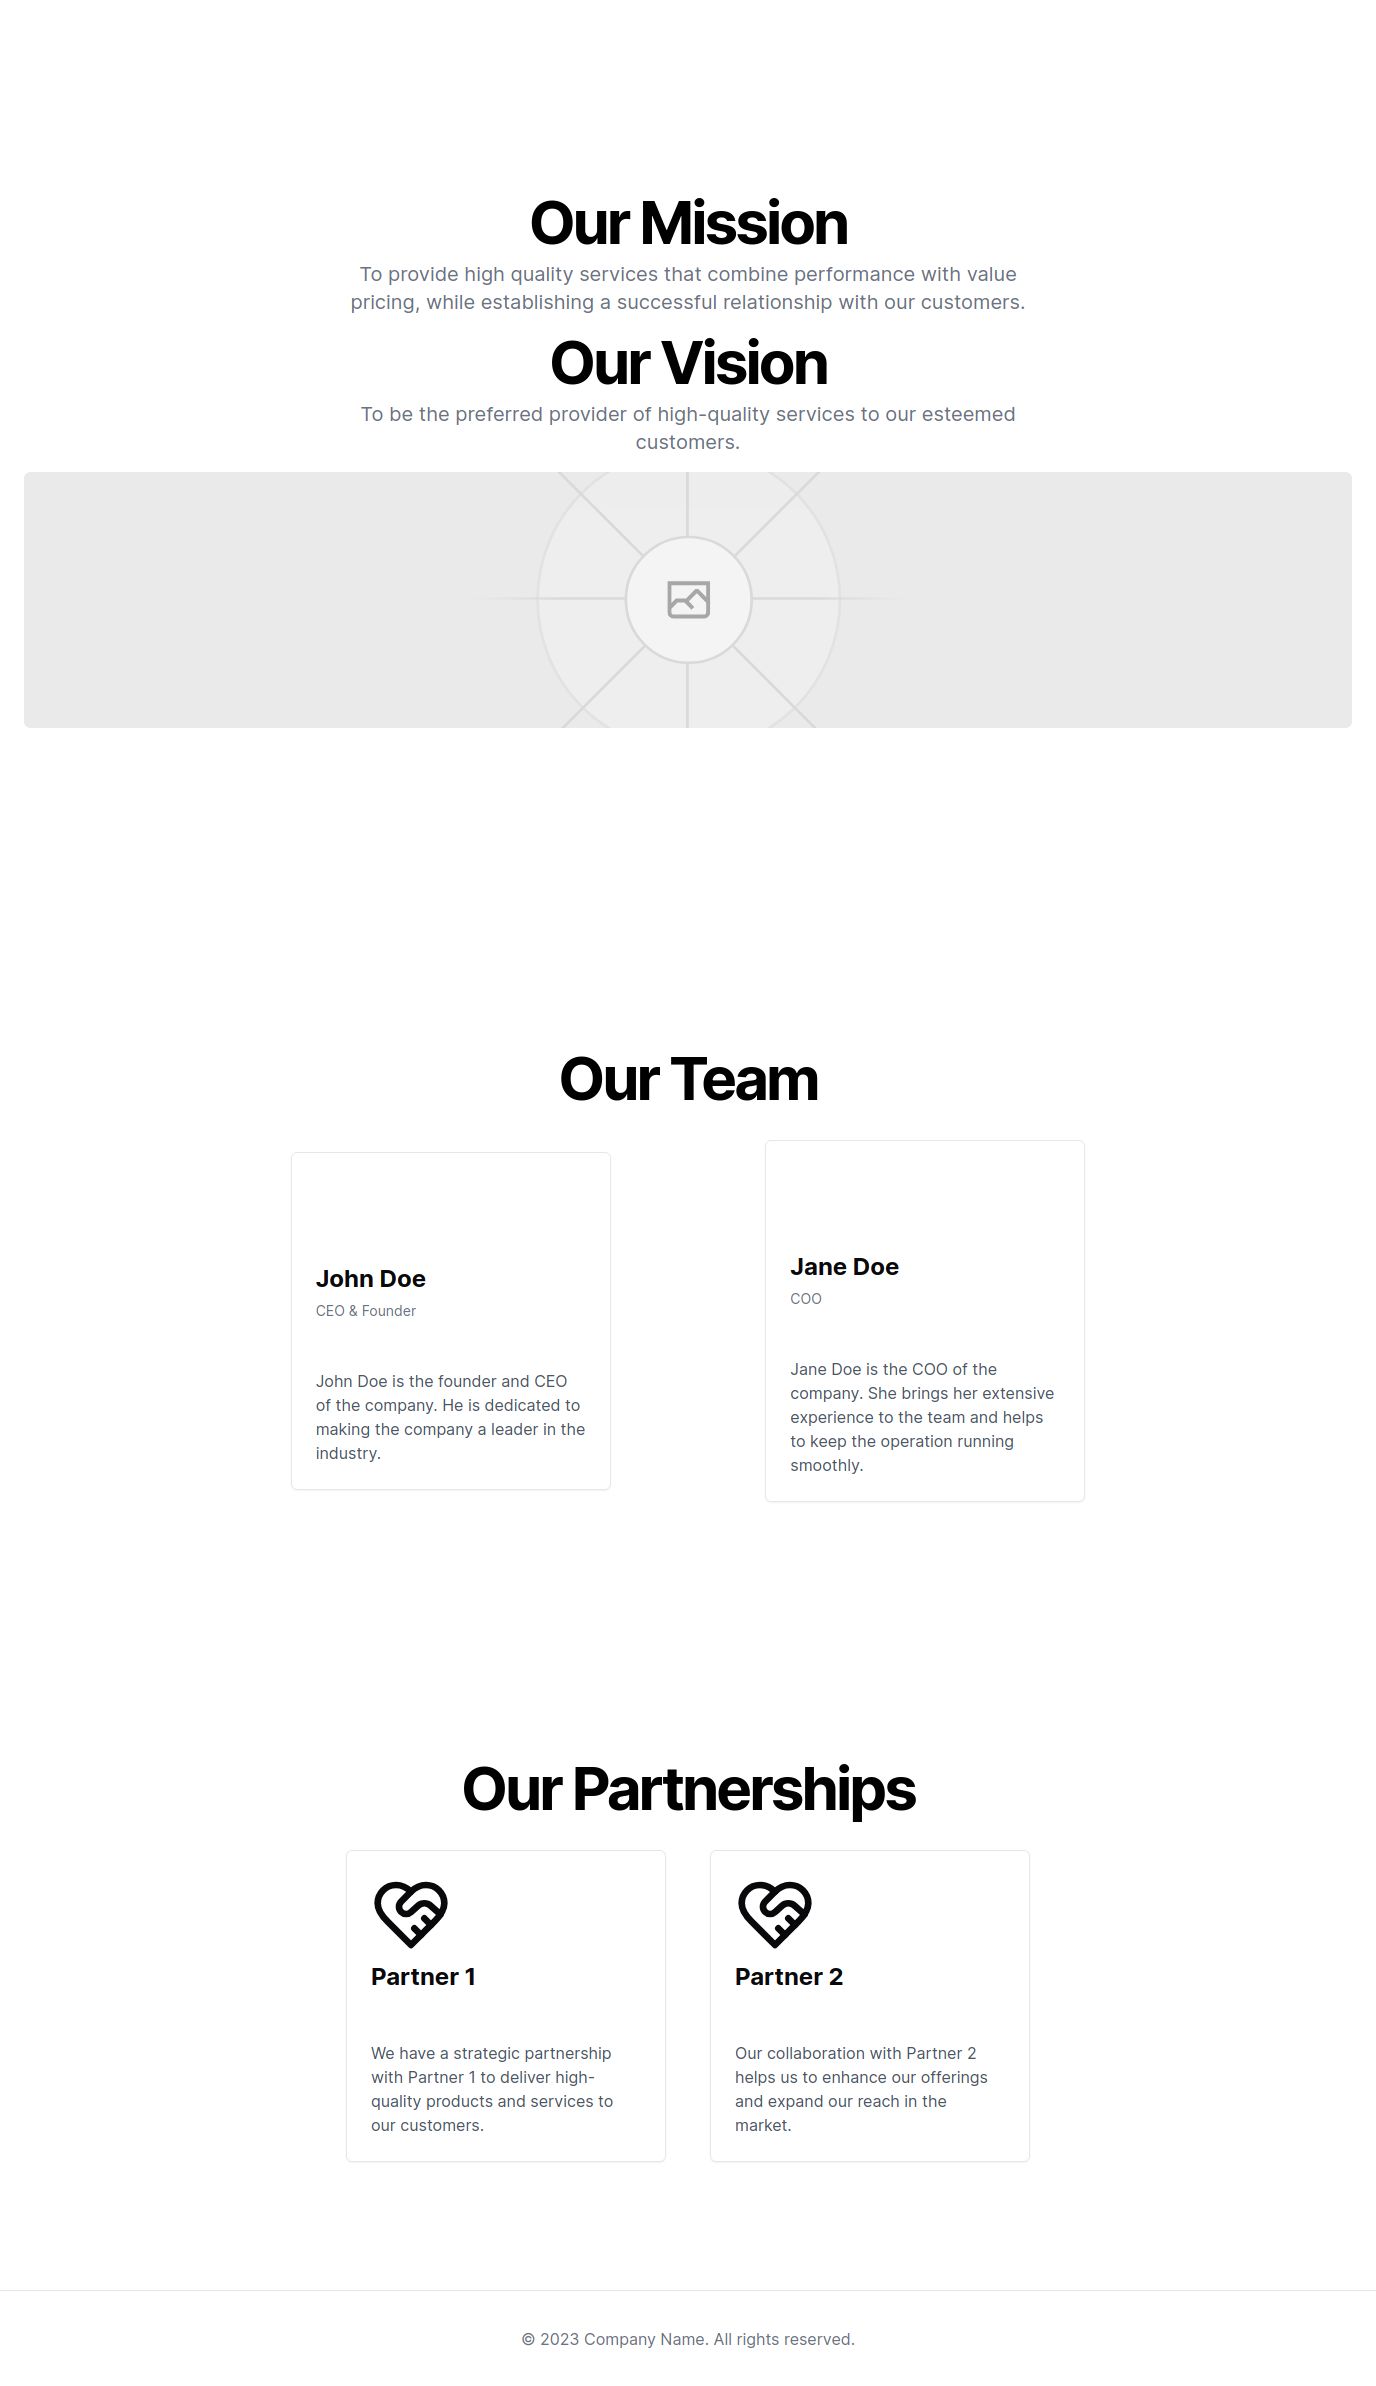 Our Mission
To provide high quality services that combine performance with value
pricing, while establishing a successful relationship with our customers.
Our Vision
To be the preferred provider of high-quality services to our esteemed
customers.
Our Team
John Doe
CEO & Founder
John Doe is the founder and CEO
of the company. He is dedicated to
making the company a leader in the
industry.
Jane Doe
COO
Jane Doe is the COO of the
company. She brings her extensive
experience to the team and helps
to keep the operation running
smoothly.
Our Partnerships
Partner 1
We have a strategic partnership
with Partner 1 to deliver high-
quality products and services to
our customers.
Partner 2
Our collaboration with Partner 2
helps us to enhance our offerings
and expand our reach in the
market.
© 2023 Company Name. All rights reserved.